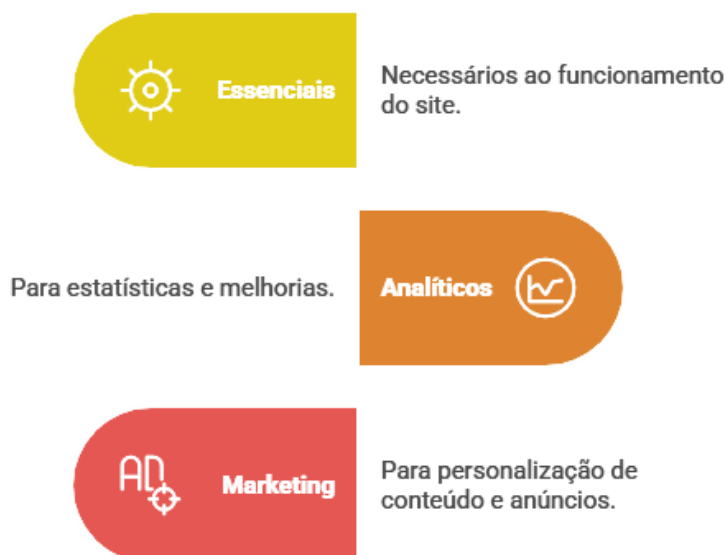 Essenciais
Necessários ao funcionamento
do site.
Para estatísticas e melhorias.
Analíticos
AD
Marketing
Para personalização de
conteúdo e anúncios.